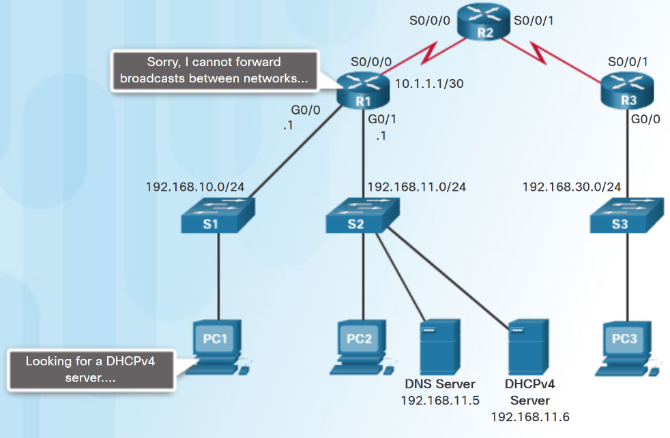 S0/0/0
S0/0/1
R2
Sorry, I cannot forward
broadcasts between networks...
S0/0/0
10.1.1.1/30
R1
S0/0/1
R3
G0/0
.1
G0/1
.1
G0/0
192.168.10.0/24
192.168.11.0/24
192.168.30.0/24
S1
S2
S3
PC1
PC2
PC3
Looking for a DHCPv4
server....
DNS Server
192.168.11.5
DHCPv4
Server
192.168.11.6